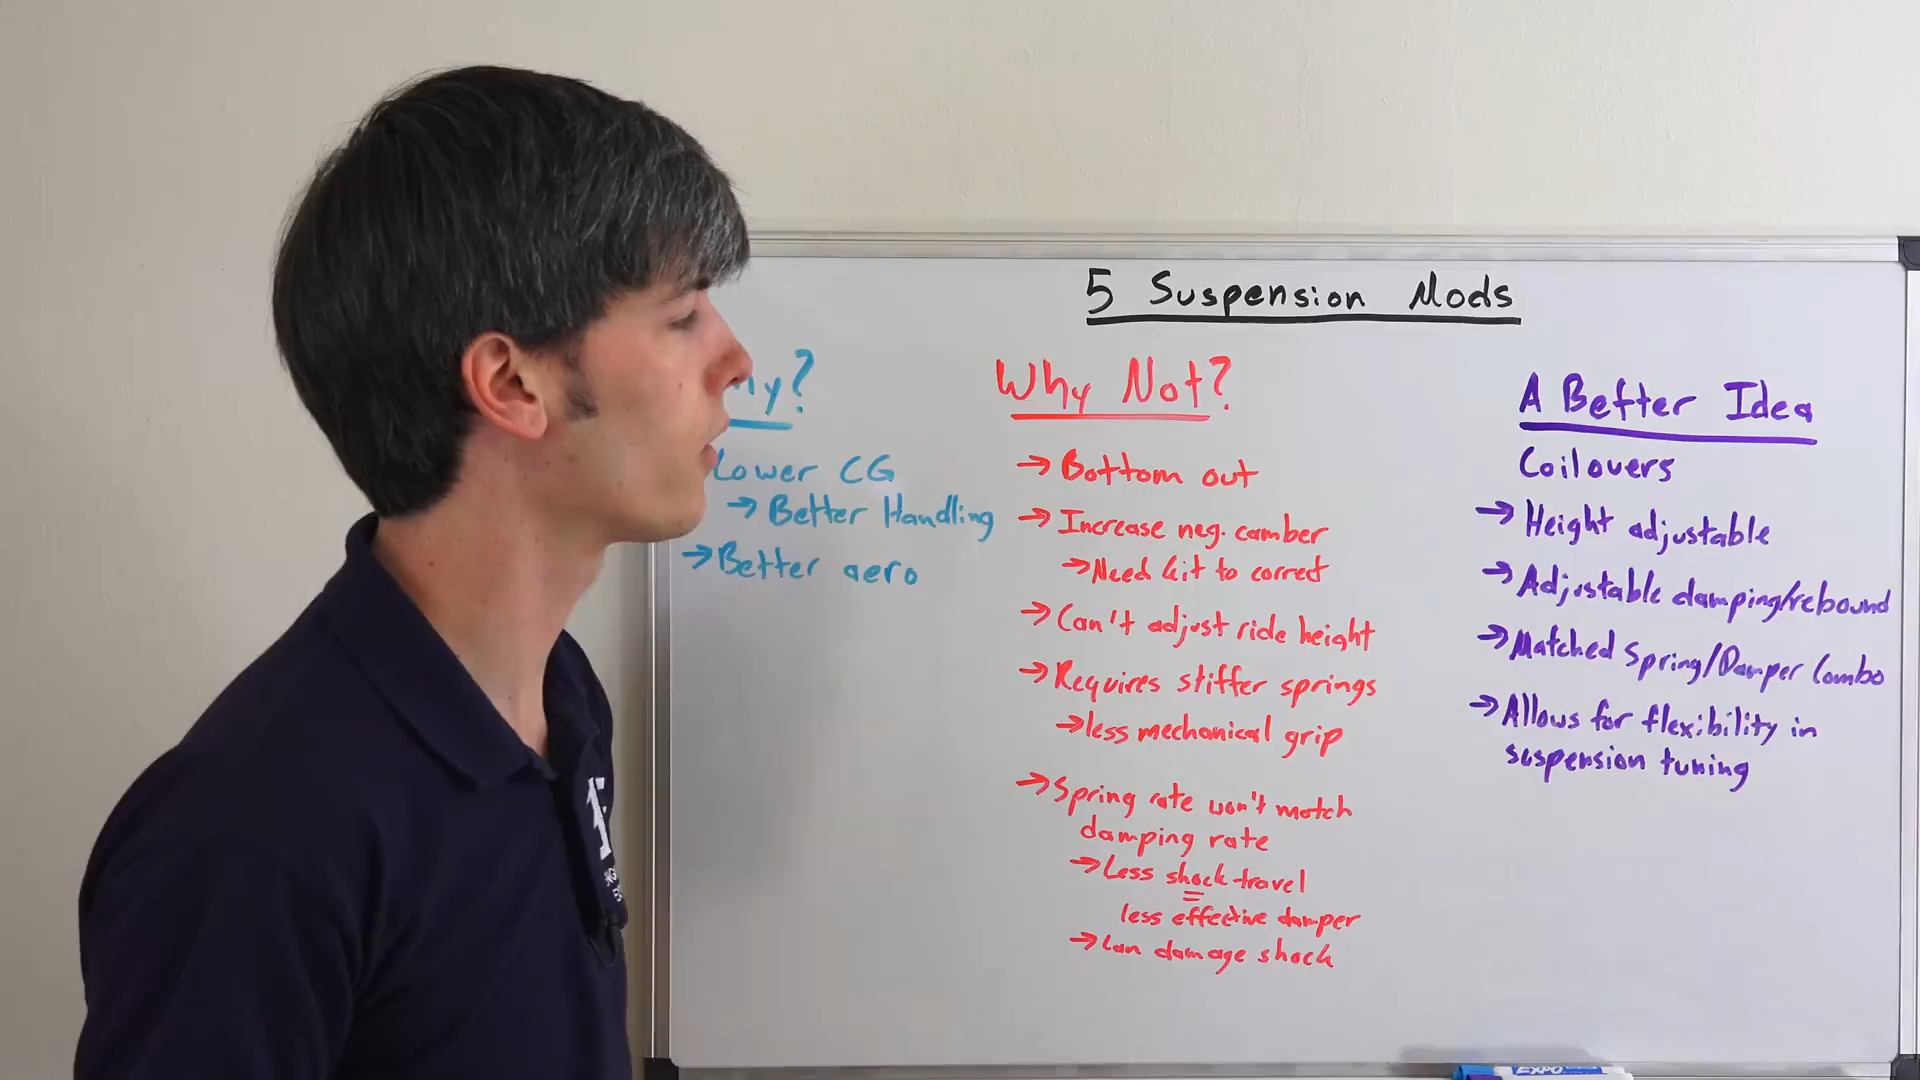 5 Suspension Mods
Why?
Lower CG
→ Better Handling
→ Better aero
Why Not?
→ Bottom out
→ Increase neg. camber
→ Need kit to correct
→ Can't adjust ride height
→ Requires stiffer springs
→ less mechanical grip
→ Spring rate won't match
damping rate
→ Less shock travel
=
less effective damper
→ Can damage shock
A Better Idea
Coilovers
→ Height adjustable
→ Adjustable damping/rebound
→ Matched Spring/Damper Combo
→ Allows for flexibility in
suspension tuning
EXPO